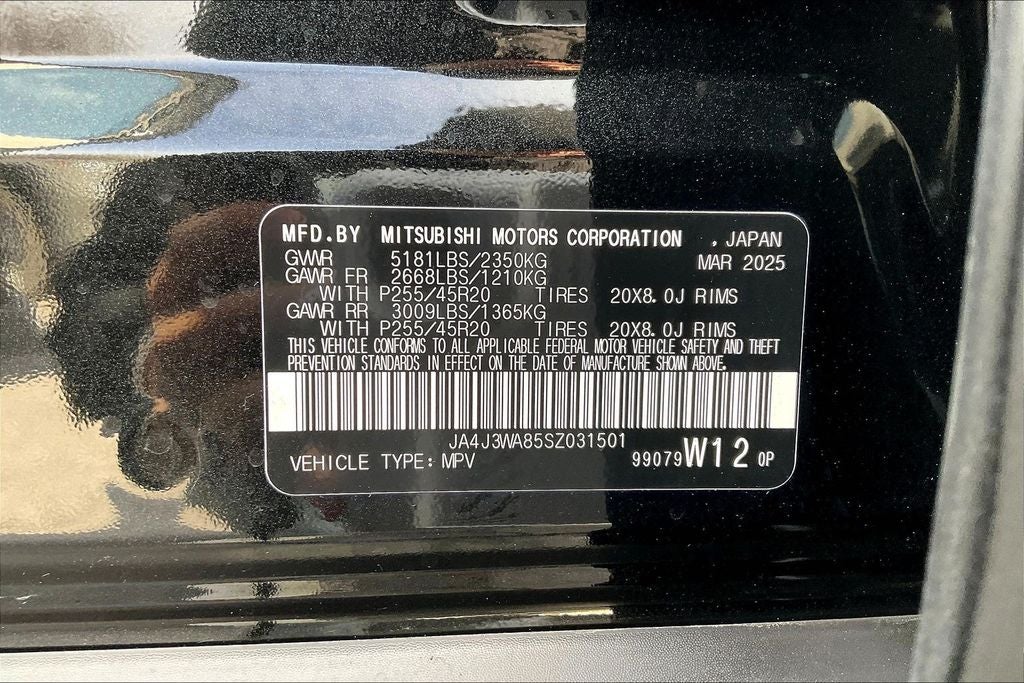 MFD.BY MITSUBISHI MOTORS CORPORATION , JAPAN
GWWR 5181LBS/2350KG MAR 2025
GAWR FR 2668LBS/1210KG
WITH P255/45R20 TIRES 20X8.0J RIMS
GAWR RR 3009LBS/1365KG
WITH P255/45R20 TIRES 20X8.0J RIMS
THIS VEHICLE CONFORMS TO ALL APPLICABLE FEDERAL MOTOR VEHICLE SAFETY AND THEFT
PREVENTION STANDARDS IN EFFECT ON THE DATE OF MANUFACTURE SHOWN ABOVE.
JA4J3WA85SZ031501
VEHICLE TYPE: MPV 99079 W12 0P